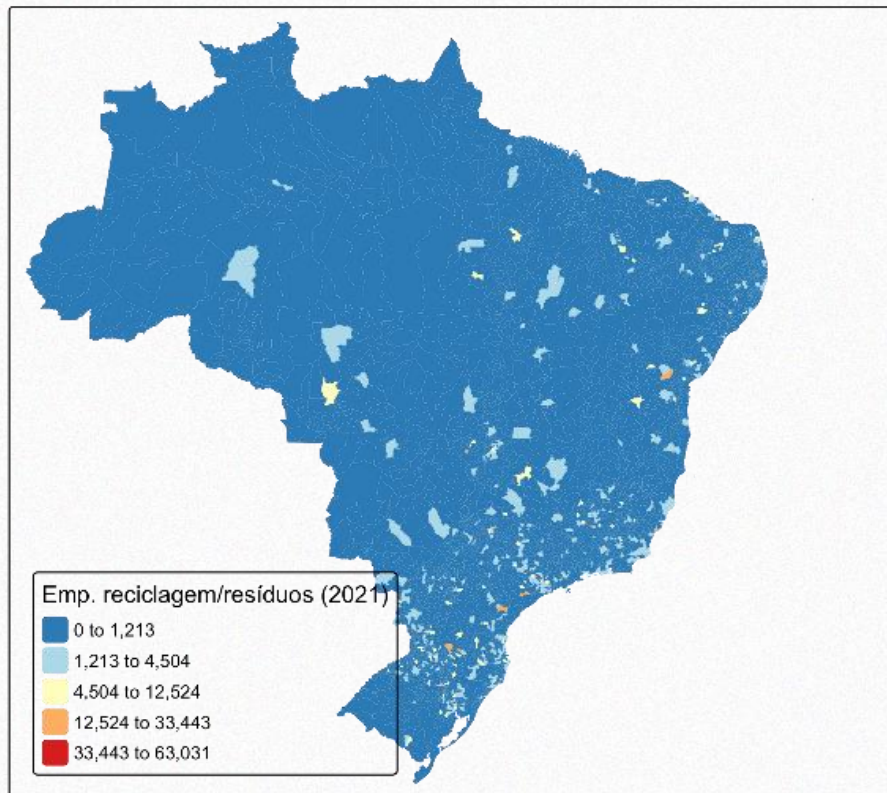 Emp. reciclagem/resíduos (2021)
0 to 1,213
1,213 to 4,504
4,504 to 12,524
12,524 to 33,443
33,443 to 63,031